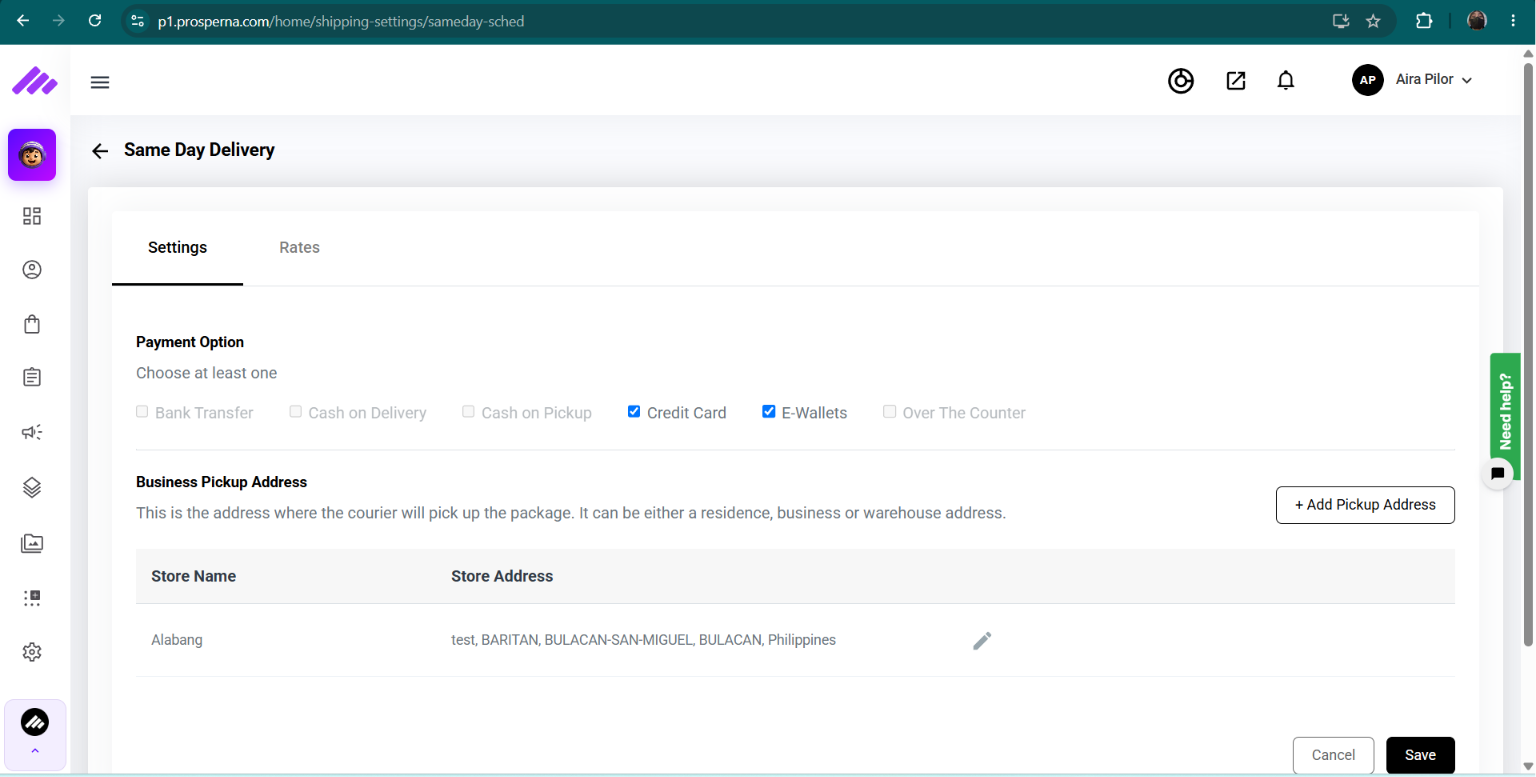 p1.prosperna.com/home/shipping-settings/sameday-sched
AP Aira Pilor
Same Day Delivery
Settings Rates
Payment Option
Choose at least one
Bank Transfer Cash on Delivery Cash on Pickup Credit Card E-Wallets Over The Counter
Need help?
Business Pickup Address
This is the address where the courier will pick up the package. It can be either a residence, business or warehouse address.
+ Add Pickup Address
Store Name Store Address
Alabang test, BARITAN, BULACAN-SAN-MIGUEL, BULACAN, Philippines
Cancel Save